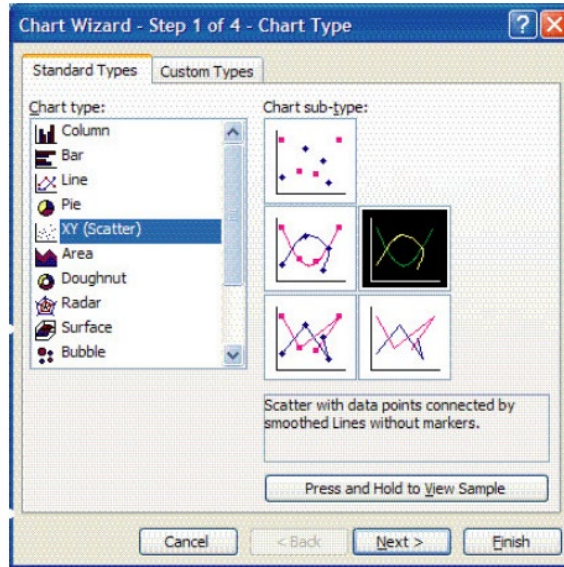 Chart Wizard - Step 1 of 4 - Chart Type
Standard Types
Custom Types
Chart type:
Column
Bar
Line
Pie
XY (Scatter)
Area
Doughnut
Radar
Surface
Bubble
Chart sub-type:
Scatter with data points connected by
smoothed Lines without markers.
Press and Hold to View Sample
Cancel
< Back
Next >
Finish